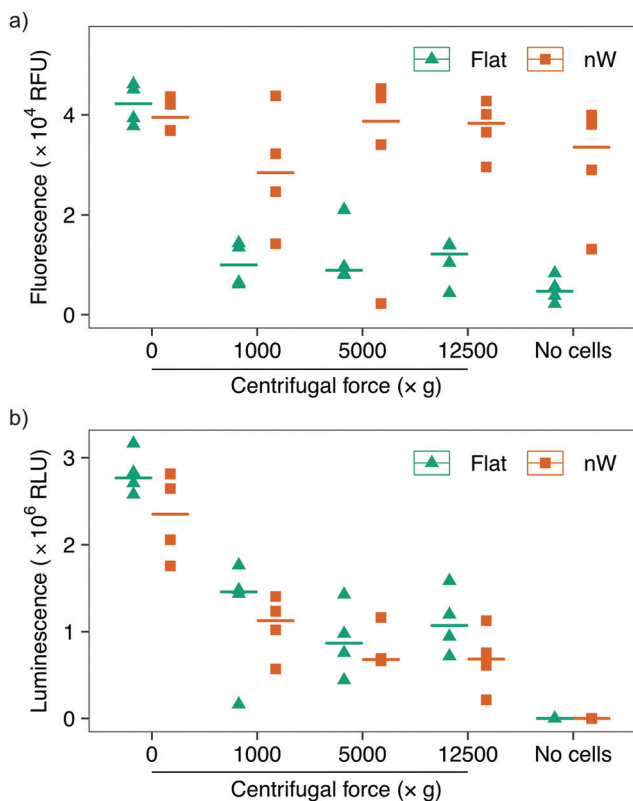 a)
Flat nW
Fluorescence (×10⁴ RFU)
4
2
0
0 1000 5000 12500 No cells
Centrifugal force (× g)
b)
Flat nW
Luminescence (×10⁶ RLU)
3
2
1
0
0 1000 5000 12500 No cells
Centrifugal force (× g)